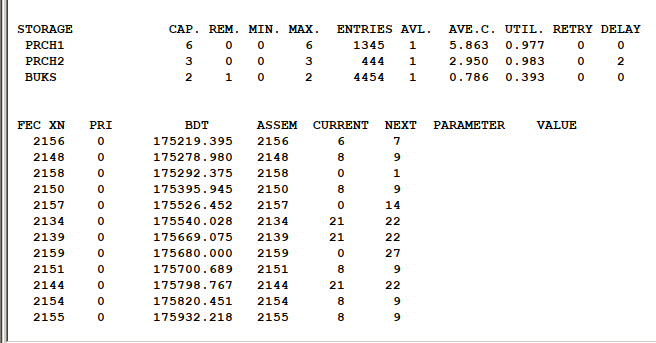 STORAGE CAP. REM. MIN. MAX. ENTRIES AVL. AVE.C. UTIL. RETRY DELAY
PRCH1 6 0 0 6 1345 1 5.863 0.977 0 0
PRCH2 3 0 0 3 444 1 2.950 0.983 0 2
BUKS 2 1 0 2 4454 1 0.786 0.393 0 0
FEC XN PRI BDT ASSEM CURRENT NEXT PARAMETER VALUE
2156 0 175219.395 2156 6 7
2148 0 175278.980 2148 8 9
2158 0 175292.375 2158 0 1
2150 0 175395.945 2150 8 9
2157 0 175526.452 2157 0 14
2134 0 175540.028 2134 21 22
2139 0 175669.075 2139 21 22
2159 0 175680.000 2159 0 27
2151 0 175700.689 2151 8 9
2144 0 175798.767 2144 21 22
2154 0 175820.451 2154 8 9
2155 0 175932.218 2155 8 9